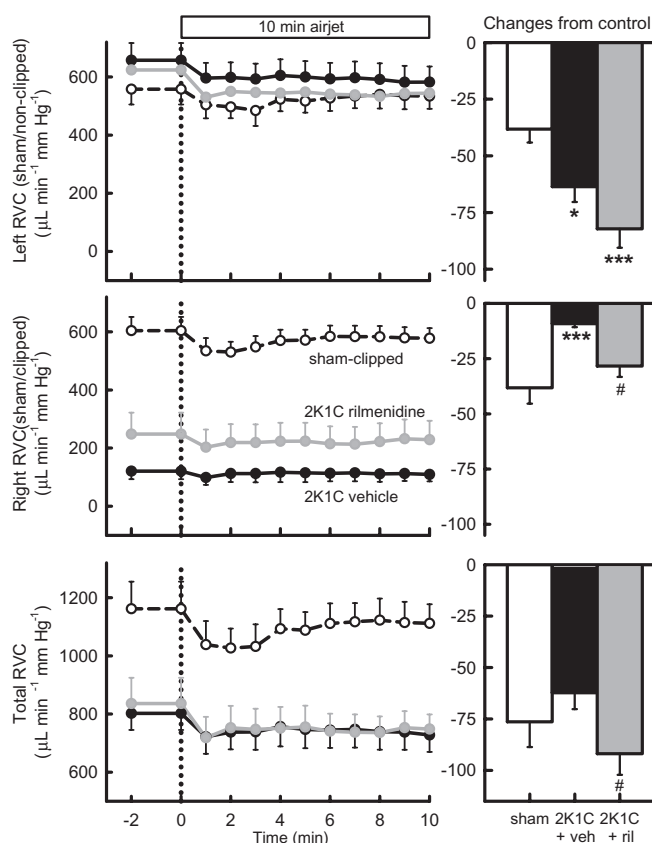 10 min airjet
Changes from control
Left RVC (sham/non-clipped)
(µL min⁻¹ mm Hg⁻¹)
600
400
200
0
0
-25
-50
-75
-100
*
***
Right RVC(sham/clipped)
(µL min⁻¹ mm Hg⁻¹)
600
400
200
0
sham-clipped
2K1C rilmenidine
2K1C vehicle
0
-25
-50
-75
-100
***
#
Total RVC
(µL min⁻¹ mm Hg⁻¹)
1200
1000
800
600
-2
0
2
4
6
8
10
Time (min)
0
-25
-50
-75
-100
#
sham
2K1C
+ veh
2K1C
+ ril